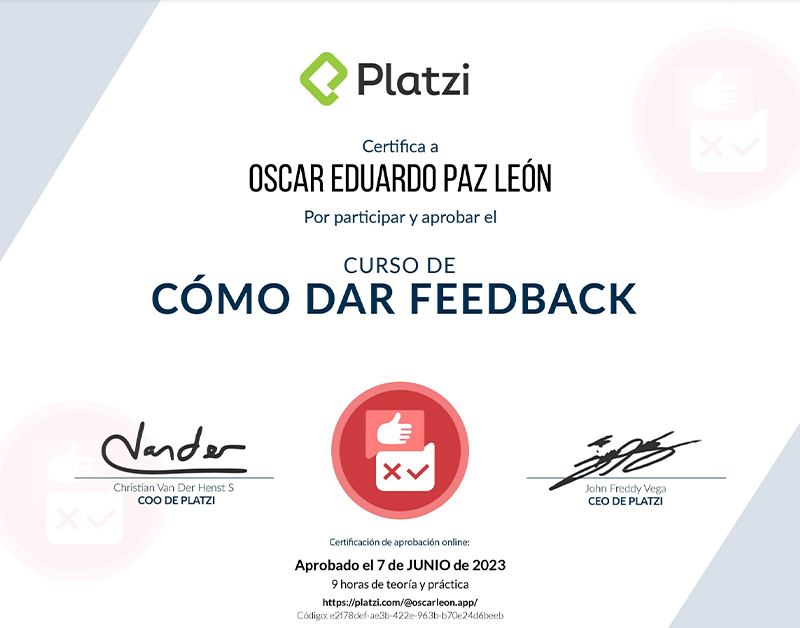 Platzi
Certifica a
OSCAR EDUARDO PAZ LEÓN
Por participar y aprobar el
CURSO DE
CÓMO DAR FEEDBACK
Vander
Christian Van Der Henst S
COO DE PLATZI
John Freddy Vega
CEO DE PLATZI
Certificación de aprobación online:
Aprobado el 7 de JUNIO de 2023
9 horas de teoría y práctica
https://platzi.com/@oscarleon.app/
Código: e2f78def-ae3b-422e-963b-b70e24d6beeb